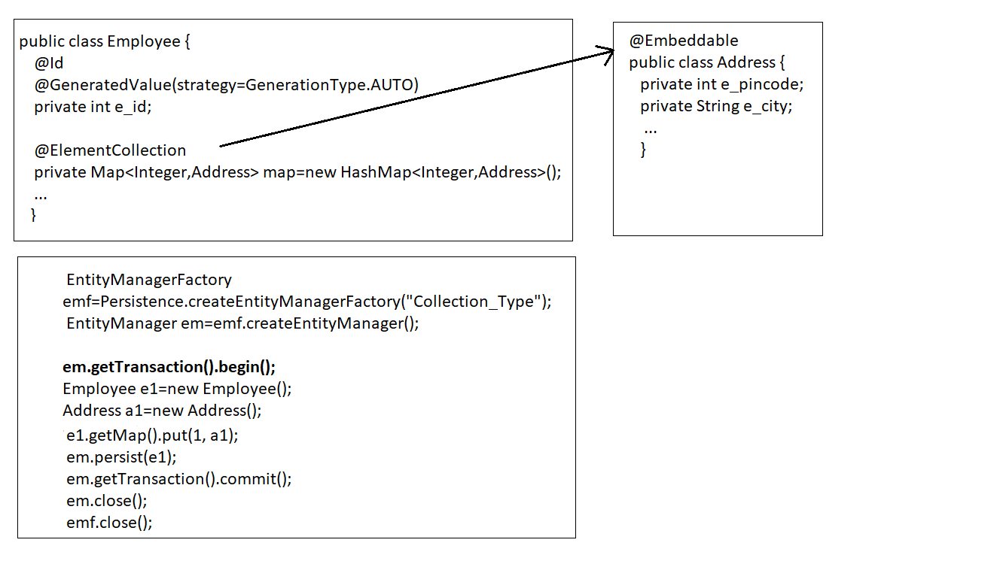 public class Employee {
@Id
@GeneratedValue(strategy=GenerationType.AUTO)
private int e_id;
@ElementCollection
private Map<Integer,Address> map=new HashMap<Integer,Address>();
...
}
@Embeddable
public class Address {
private int e_pincode;
private String e_city;
...
}
EntityManagerFactory
emf=Persistence.createEntityManagerFactory("Collection_Type");
EntityManager em=emf.createEntityManager();
em.getTransaction().begin();
Employee e1=new Employee();
Address a1=new Address();
e1.getMap().put(1, a1);
em.persist(e1);
em.getTransaction().commit();
em.close();
emf.close();